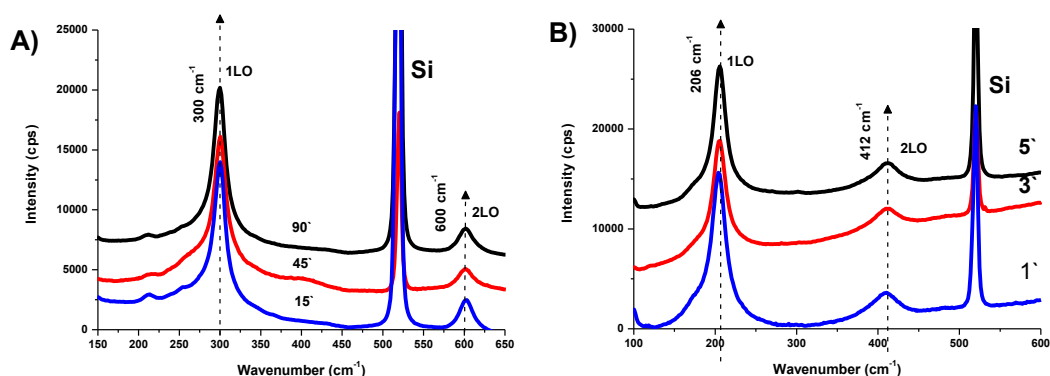 A)
25000
20000
15000
10000
5000
0
Intensity (cps)
150 200 250 300 350 400 450 500 550 600 650
Wavenumber (cm-1)
300 cm-1
1LO
Si
600 cm-1
2LO
90`
45`
15`
B)
30000
20000
10000
0
Intensity (cps)
100 200 300 400 500 600
Wavenumber (cm-1)
206 cm-1
1LO
412 cm-1
2LO
Si
5`
3`
1`